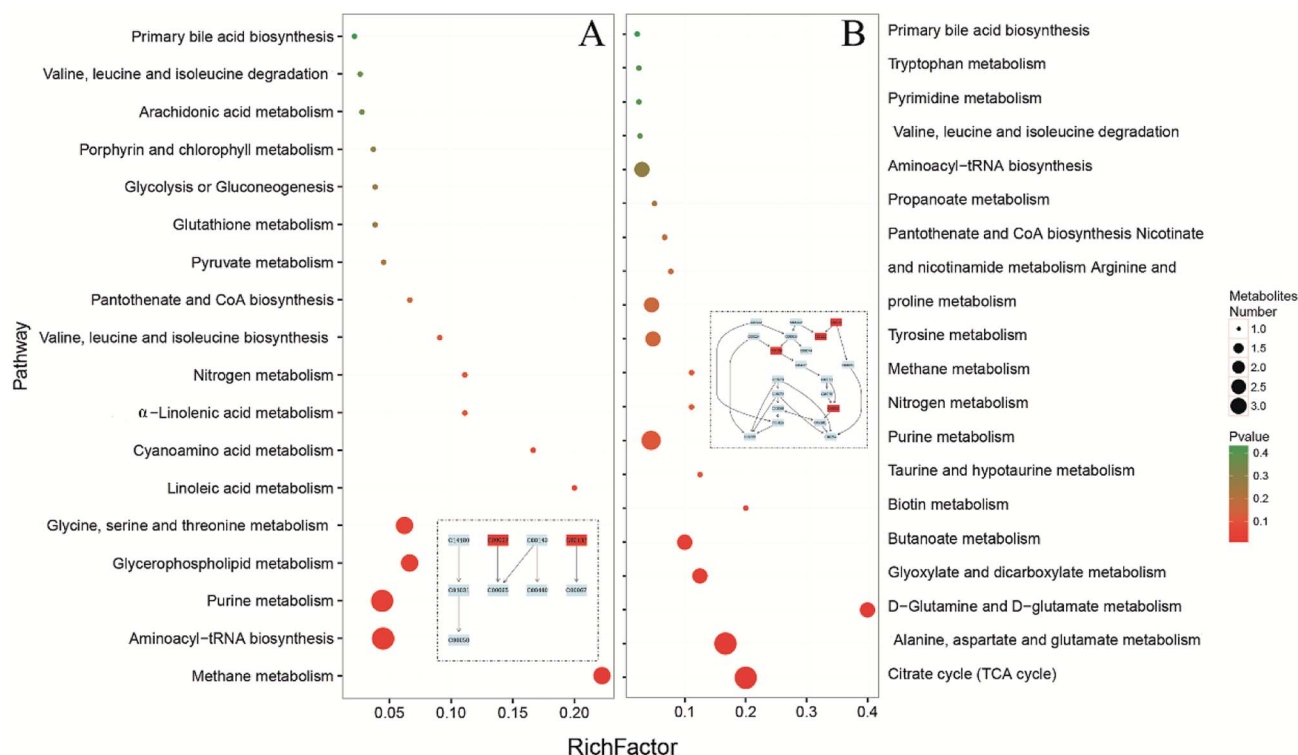 A
B
Pathway
Primary bile acid biosynthesis
Valine, leucine and isoleucine degradation
Arachidonic acid metabolism
Porphyrin and chlorophyll metabolism
Glycolysis or Gluconeogenesis
Glutathione metabolism
Pyruvate metabolism
Pantothenate and CoA biosynthesis
Valine, leucine and isoleucine biosynthesis
Nitrogen metabolism
α−Linolenic acid metabolism
Cyanoamino acid metabolism
Linoleic acid metabolism
Glycine, serine and threonine metabolism
Glycerophospholipid metabolism
Purine metabolism
Aminoacyl−tRNA biosynthesis
Methane metabolism
0.05 0.10 0.15 0.20
Primary bile acid biosynthesis
Tryptophan metabolism
Pyrimidine metabolism
Valine, leucine and isoleucine degradation
Aminoacyl−tRNA biosynthesis
Propanoate metabolism
Pantothenate and CoA biosynthesis Nicotinate
and nicotinamide metabolism Arginine and
proline metabolism
Tyrosine metabolism
Methane metabolism
Nitrogen metabolism
Purine metabolism
Taurine and hypotaurine metabolism
Biotin metabolism
Butanoate metabolism
Glyoxylate and dicarboxylate metabolism
D−Glutamine and D−glutamate metabolism
Alanine, aspartate and glutamate metabolism
Citrate cycle (TCA cycle)
0.1 0.2 0.3 0.4
RichFactor
Metabolites
Number
1.0
1.5
2.0
2.5
3.0
Pvalue
0.4
0.3
0.2
0.1